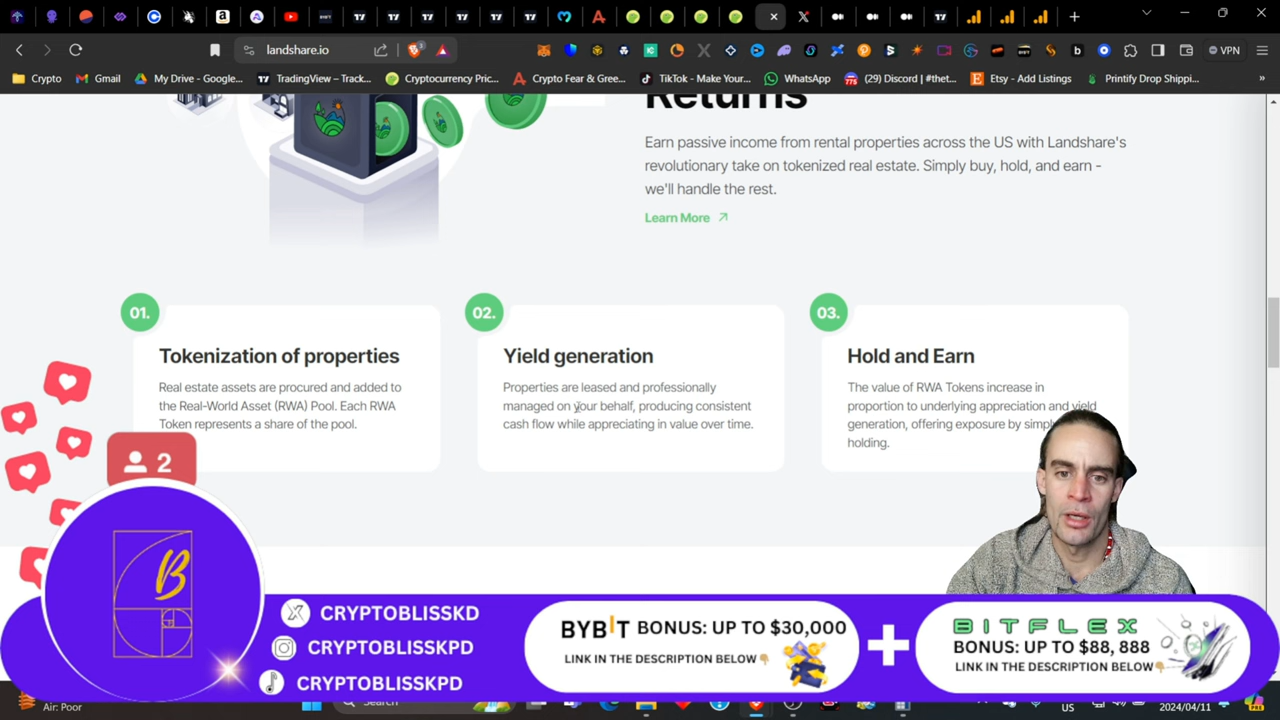 landshare.io
VPN
Crypto
Gmail
My Drive - Google...
TradingView – Track...
Cryptocurrency Pric...
Crypto Fear & Gree...
TikTok - Make Your...
WhatsApp
(29) Discord | #thet...
Etsy - Add Listings
Printify Drop Shippi...
»
Returns
Earn passive income from rental properties across the US with Landshare's
revolutionary take on tokenized real estate. Simply buy, hold, and earn -
we'll handle the rest.
Learn More
01.
Tokenization of properties
Real estate assets are procured and added to
the Real-World Asset (RWA) Pool. Each RWA
Token represents a share of the pool.
02.
Yield generation
Properties are leased and professionally
managed on your behalf, producing consistent
cash flow while appreciating in value over time.
03.
Hold and Earn
The value of RWA Tokens increase in
proportion to underlying appreciation and yield
generation, offering exposure by simply
holding.
2
B
CRYPTOBLISSKD
CRYPTOBLISSKPD
CRYPTOBLISSKPD
BYBIT BONUS: UP TO $30,000
LINK IN THE DESCRIPTION BELOW
+
BITFLEX
BONUS: UP TO $88, 888
LINK IN THE DESCRIPTION BELOW
Air: Poor
Search
US
2024/04/11